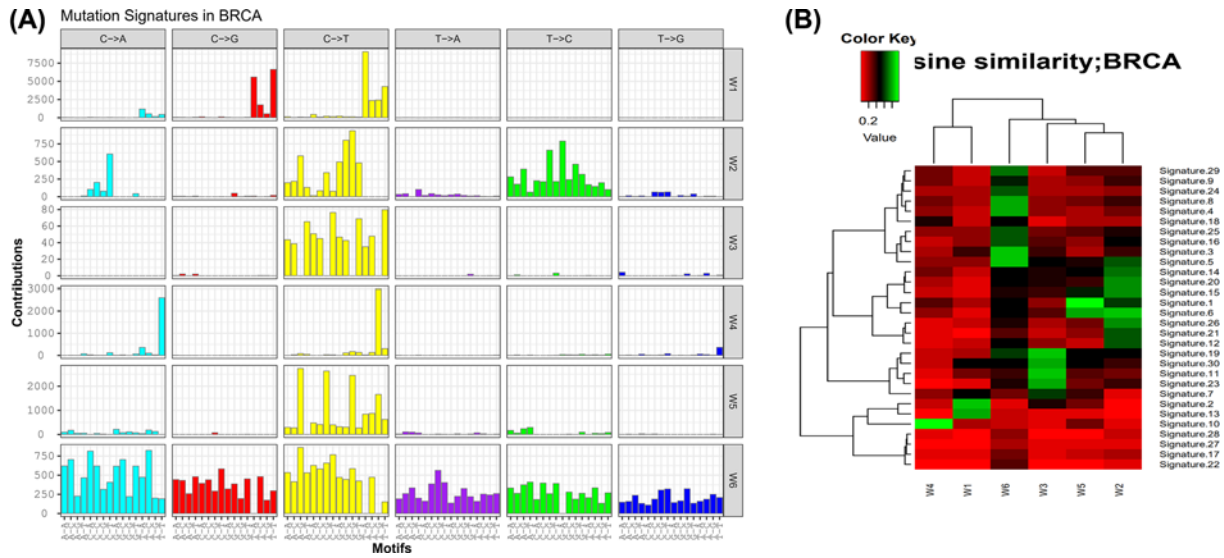 (A)
Mutation Signatures in BRCA
C->A
C->G
C->T
T->A
T->C
T->G
7500
5000
2500
0
W1
750
500
250
0
W2
80
60
40
20
0
W3
3000
2000
1000
0
W4
2000
1000
0
W5
750
500
250
0
W6
Contributions
Motifs
(B)
Color Key
sine similarity;BRCA
0.2
Value
Signature.29
Signature.9
Signature.24
Signature.8
Signature.4
Signature.18
Signature.25
Signature.16
Signature.3
Signature.5
Signature.14
Signature.20
Signature.15
Signature.1
Signature.6
Signature.26
Signature.21
Signature.12
Signature.19
Signature.30
Signature.11
Signature.23
Signature.7
Signature.2
Signature.13
Signature.10
Signature.28
Signature.27
Signature.17
Signature.22
W4
W1
W6
W3
W5
W2